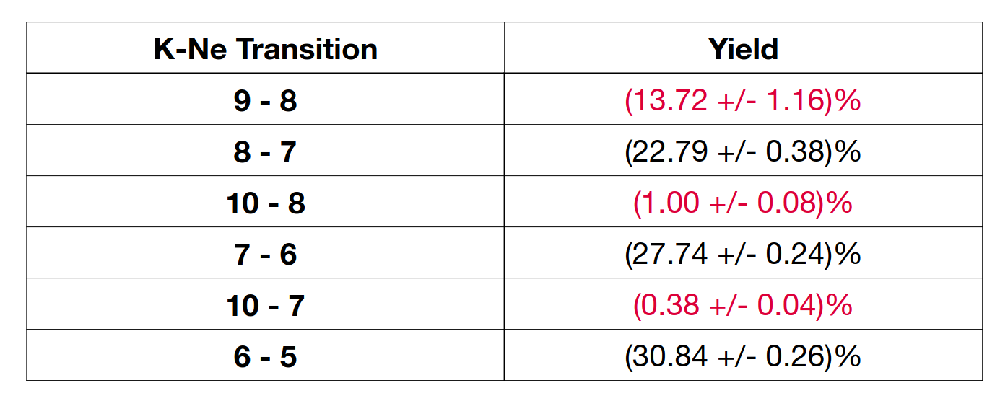 K-Ne Transition Yield
9 - 8 (13.72 +/- 1.16)%
8 - 7 (22.79 +/- 0.38)%
10 - 8 (1.00 +/- 0.08)%
7 - 6 (27.74 +/- 0.24)%
10 - 7 (0.38 +/- 0.04)%
6 - 5 (30.84 +/- 0.26)%